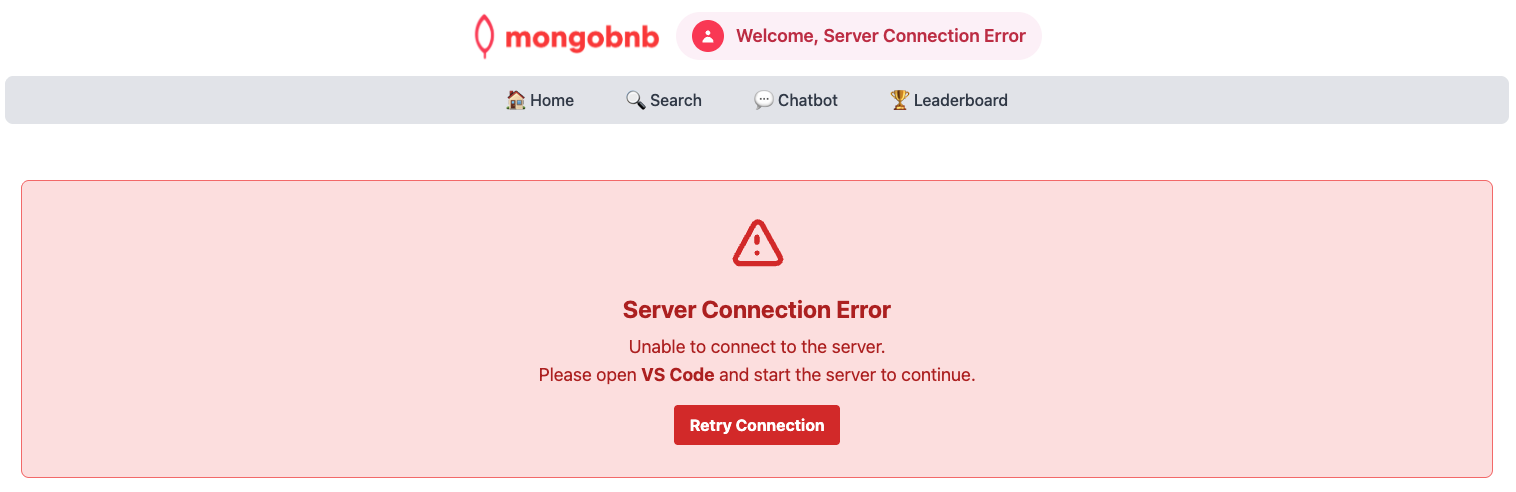 mongobnb
Welcome, Server Connection Error
Home Search Chatbot Leaderboard
Server Connection Error
Unable to connect to the server.
Please open VS Code and start the server to continue.
Retry Connection